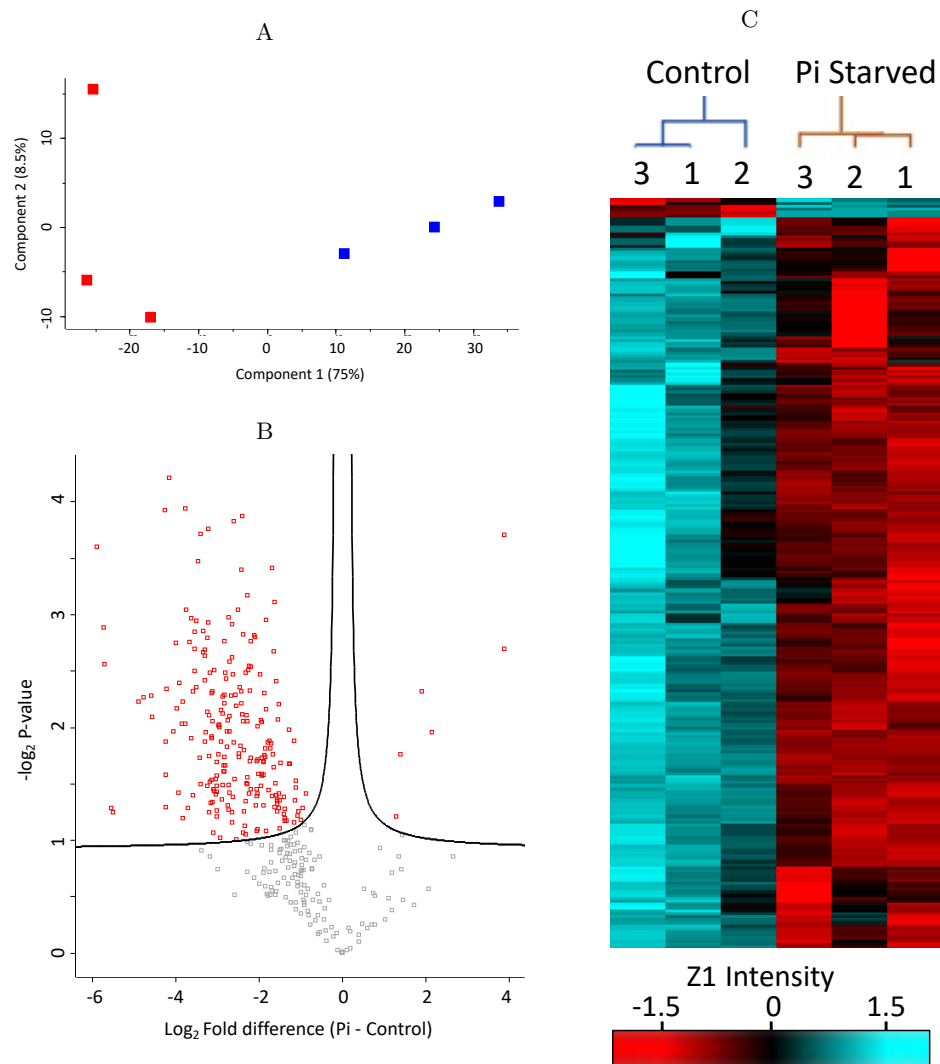 A
Component 2 (8.5%)
10
0
-10
-20
-10
0
10
20
30
Component 1 (75%)
B
-log₂ P-value
4
3
2
1
0
-6
-4
-2
0
2
4
Log₂ Fold difference (Pi - Control)
C
Control Pi Starved
3 1 2 3 2 1
Z1 Intensity
-1.5 0 1.5